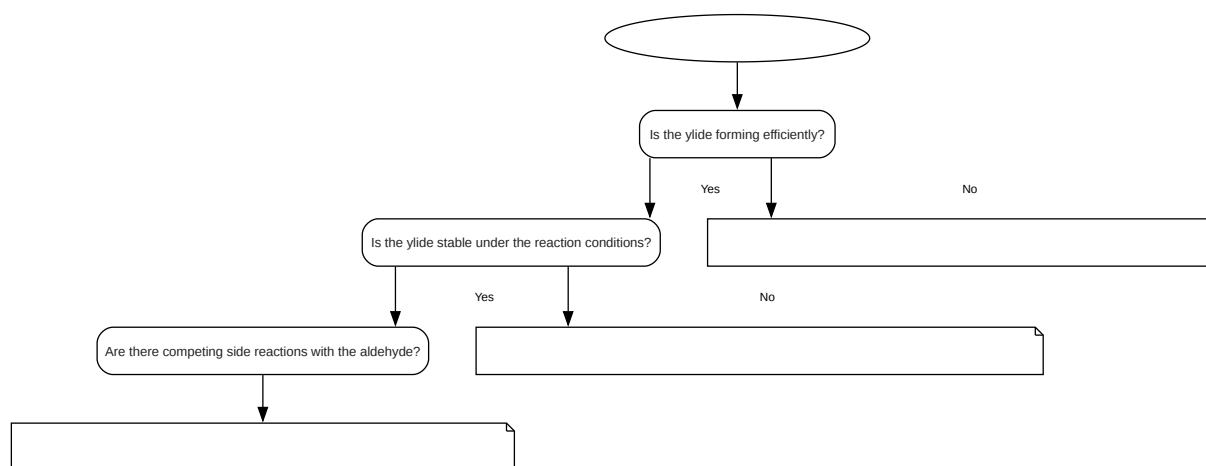 Is the ylide forming efficiently?
Yes
No
Is the ylide stable under the reaction conditions?
Yes
No
Are there competing side reactions with the aldehyde?